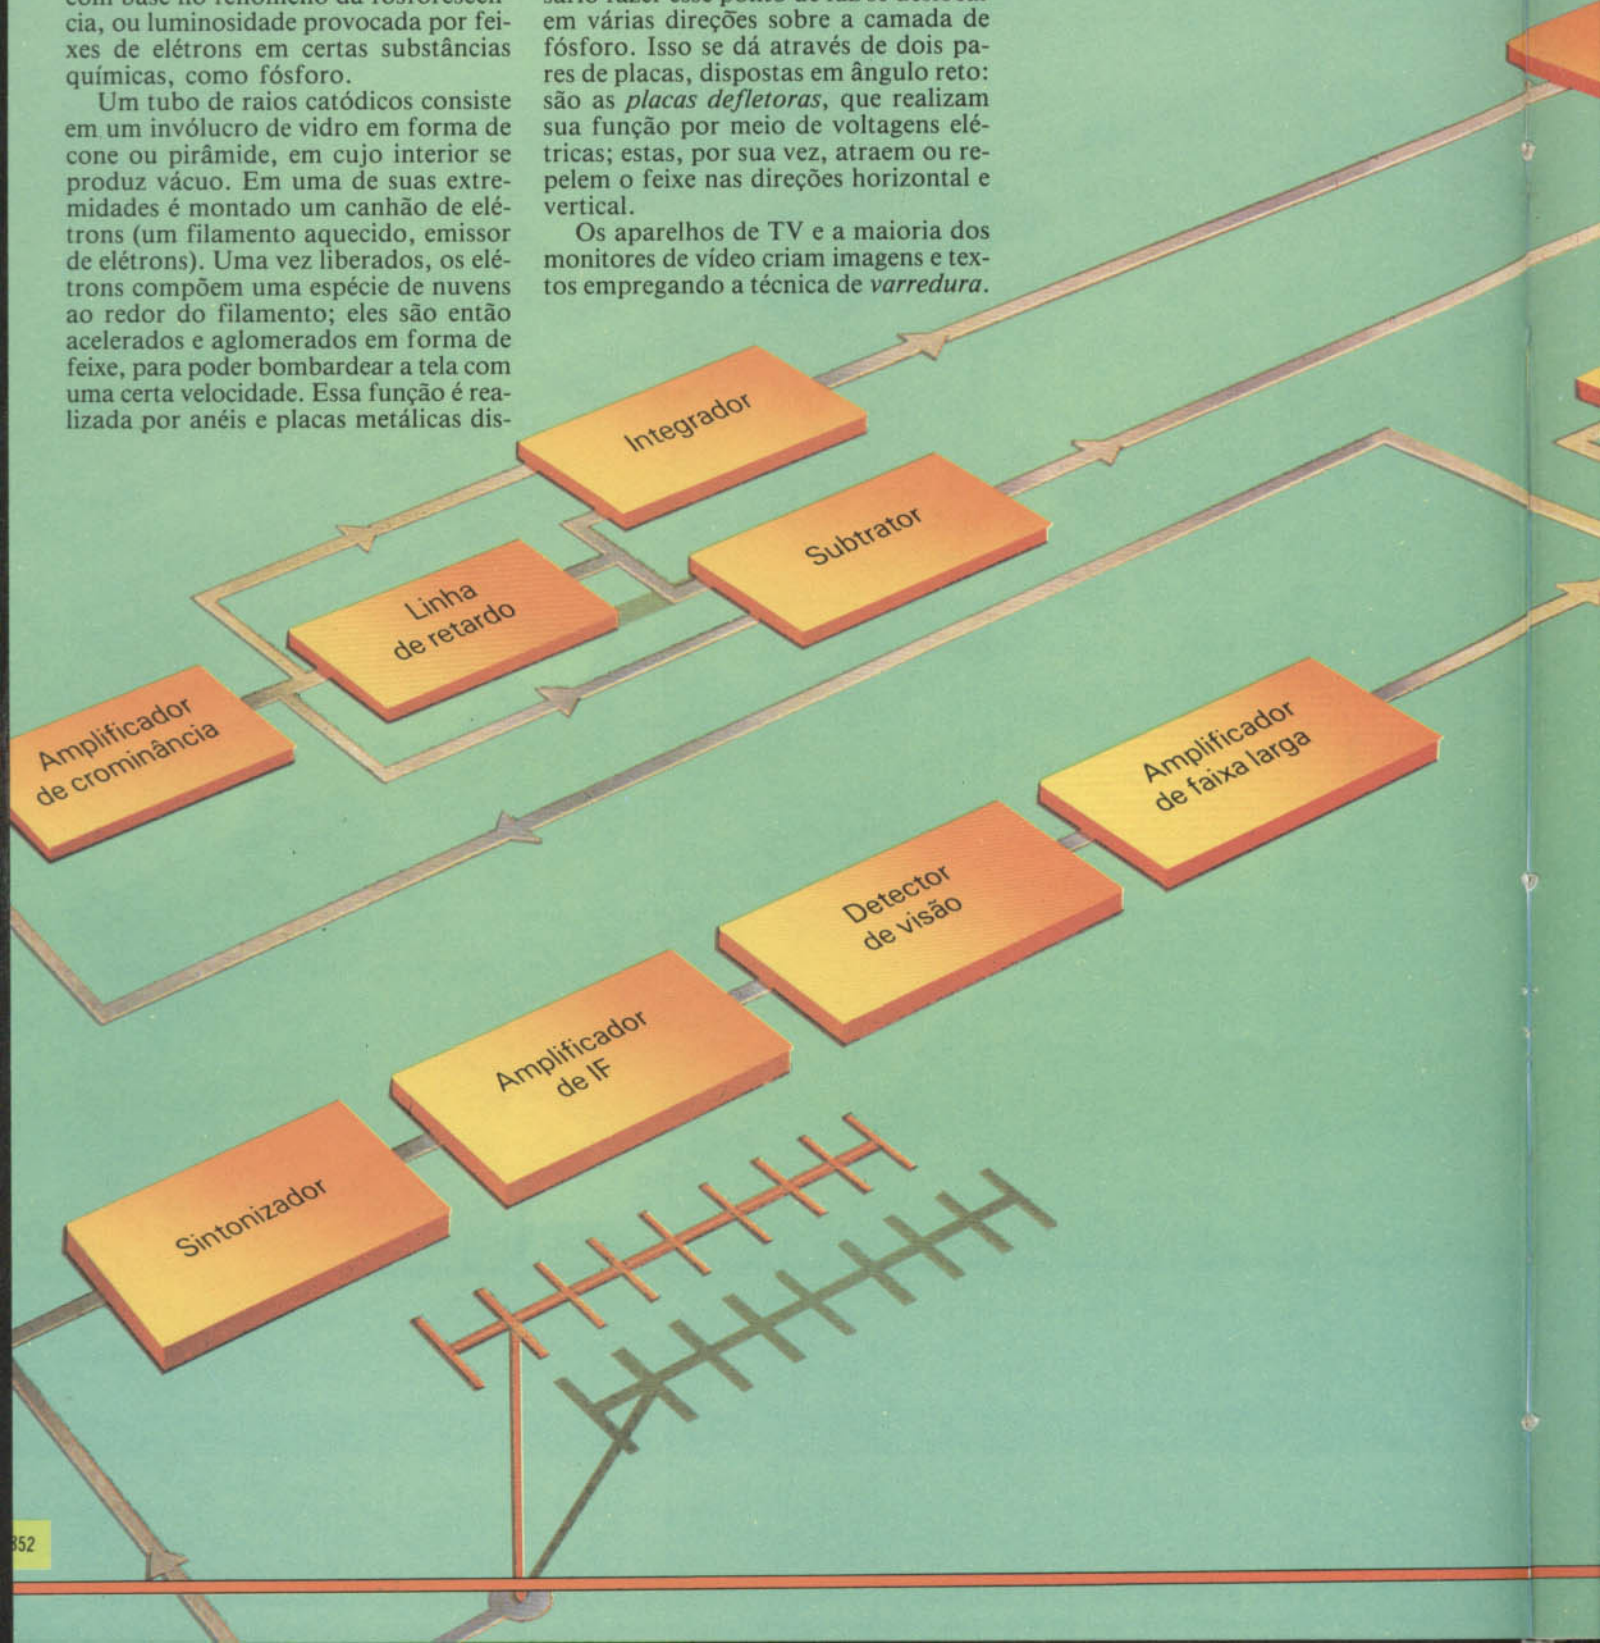 cia, ou luminosidade provocada por fei-
xes de elétrons em certas substâncias
químicas, como fósforo.
Um tubo de raios catódicos consiste
em um invólucro de vidro em forma de
cone ou pirâmide, em cujo interior se
produz vácuo. Em uma de suas extre-
midades é montado um canhão de elé-
trons (um filamento aquecido, emissor
de elétrons). Uma vez liberados, os elé-
trons compõem uma espécie de nuvens
ao redor do filamento; eles são então
acelerados e aglomerados em forma de
feixe, para poder bombardear a tela com
uma certa velocidade. Essa função é rea-
lizada por anéis e placas metálicas dis-
em várias direções sobre a camada de
fósforo. Isso se dá através de dois pa-
res de placas, dispostas em ângulo reto:
são as placas defletoras, que realizam
sua função por meio de voltagens elé-
tricas; estas, por sua vez, atraem ou re-
pelem o feixe nas direções horizontal e
vertical.
Os aparelhos de TV e a maioria dos
monitores de vídeo criam imagens e tex-
tos empregando a técnica de varredura.
Integrador
Subtrator
Linha
de retardo
Amplificador
de crominância
Amplificador
de faixa larga
Detector
de visão
Amplificador
de IF
Sintonizador
352